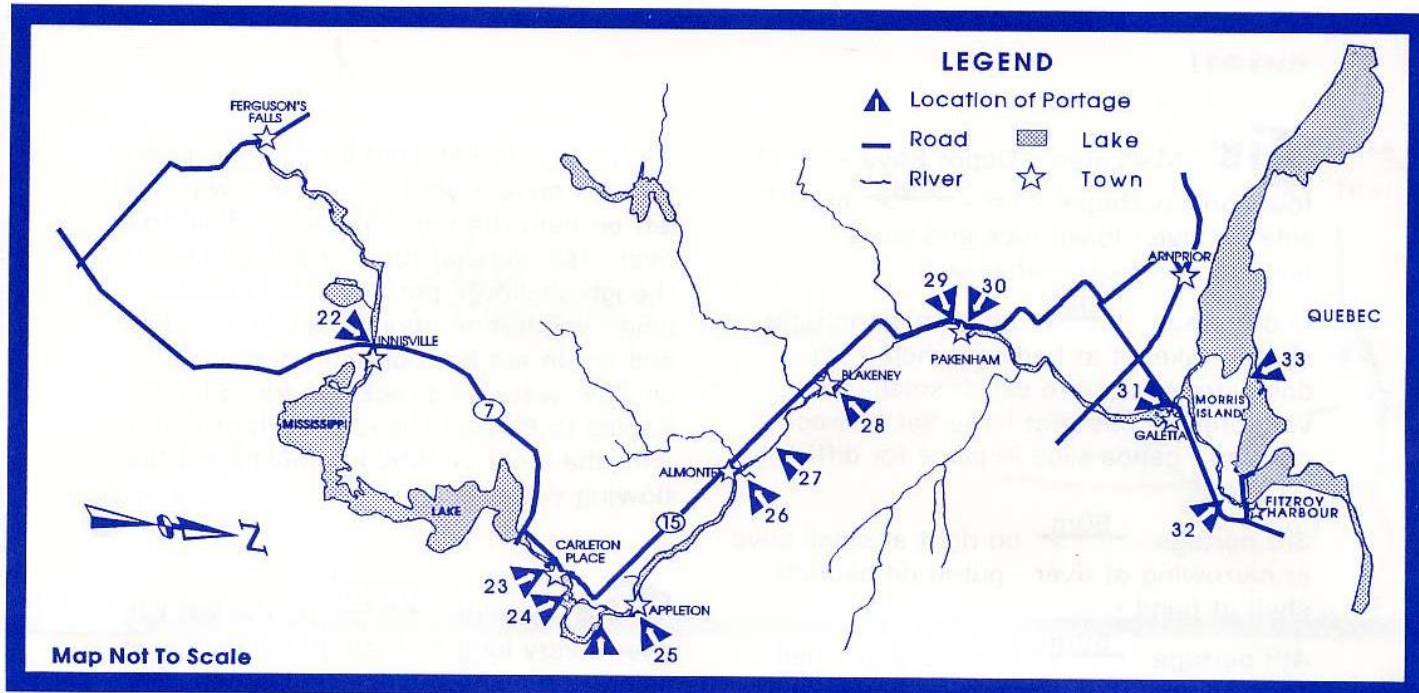 LEGEND
Location of Portage
Road
Lake
River
Town
FERGUSON'S
FALLS
22
INNISVILLE
MISSISSIPPI
LAKE
7
N
CARLETON
PLACE
23
24
APPLETON
25
15
ALMONTE
26
27
BLAKENEY
28
29
30
PAKENHAM
ARNPRIOR
QUEBEC
31
MORRIS
ISLAND
GALETTA
33
32
FITZROY
HARBOUR
Map Not To Scale